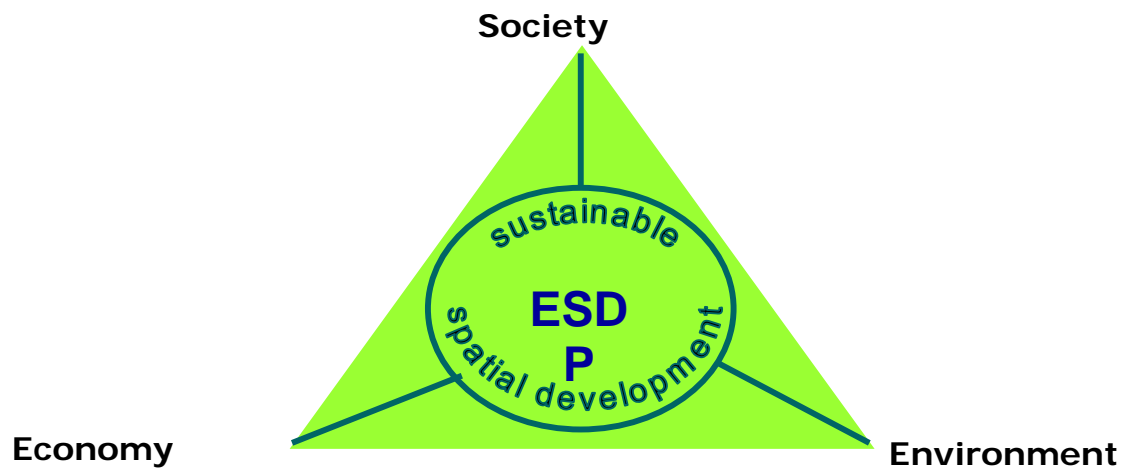 Society
sustainable
ESD
P
spatial development
Economy
Environment